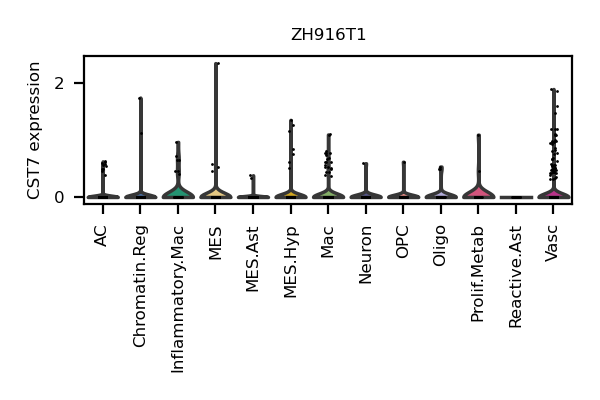 ZH916T1
CST7 expression
2
0
AC
Chromatin.Reg
Inflammatory.Mac
MES
MES.Ast
MES.Hyp
Mac
Neuron
OPC
Oligo
Prolif.Metab
Reactive.Ast
Vasc